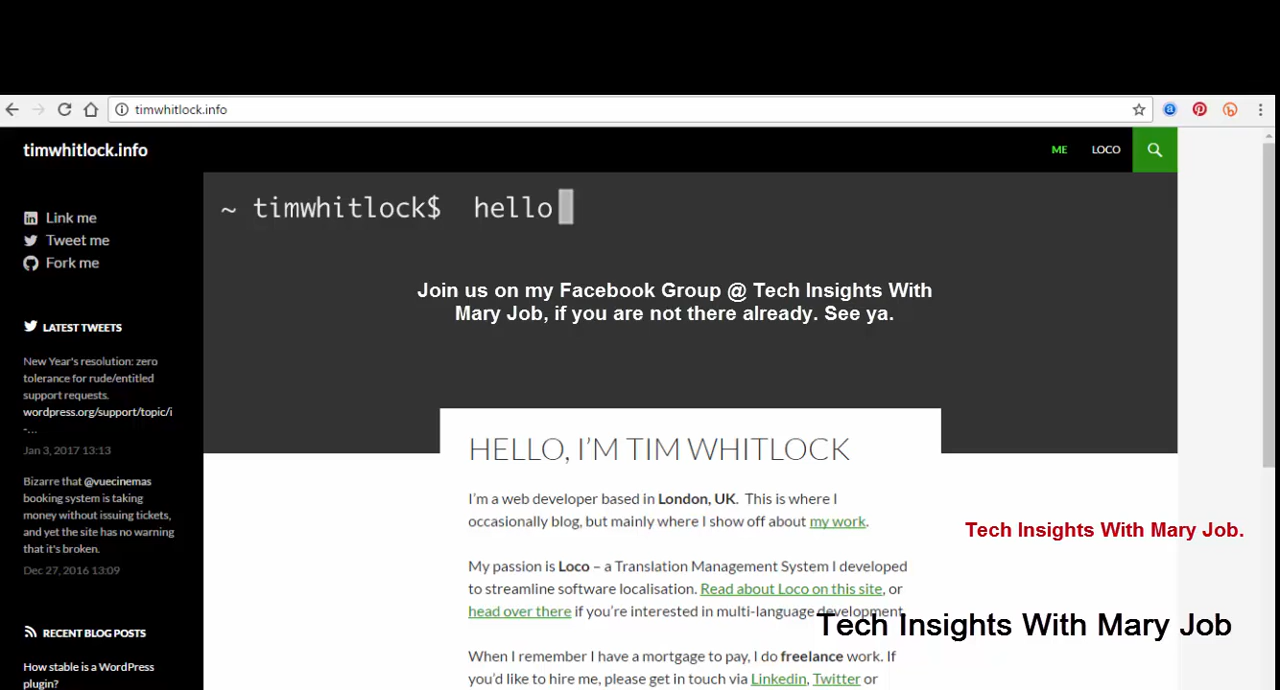 timwhitlock.info
timwhitlock.info
ME
LOCO
Link me
Tweet me
Fork me
LATEST TWEETS
New Year's resolution: zero
tolerance for rude/entitled
support requests.
wordpress.org/support/topic/i
-...
Jan 3, 2017 13:13
Bizarre that @vuecinemas
booking system is taking
money without issuing tickets,
and yet the site has no warning
that it's broken.
Dec 27, 2016 13:09
RECENT BLOG POSTS
How stable is a WordPress
plugin?
~ timwhitlock$ hello
Join us on my Facebook Group @ Tech Insights With
Mary Job, if you are not there already. See ya.
HELLO, I'M TIM WHITLOCK
I'm a web developer based in London, UK. This is where I
occasionally blog, but mainly where I show off about my work.
My passion is Loco – a Translation Management System I developed
to streamline software localisation. Read about Loco on this site, or
head over there if you're interested in multi-language development.
When I remember I have a mortgage to pay, I do freelance work. If
you'd like to hire me, please get in touch via Linkedin, Twitter or
Tech Insights With Mary Job.
Tech Insights With Mary Job